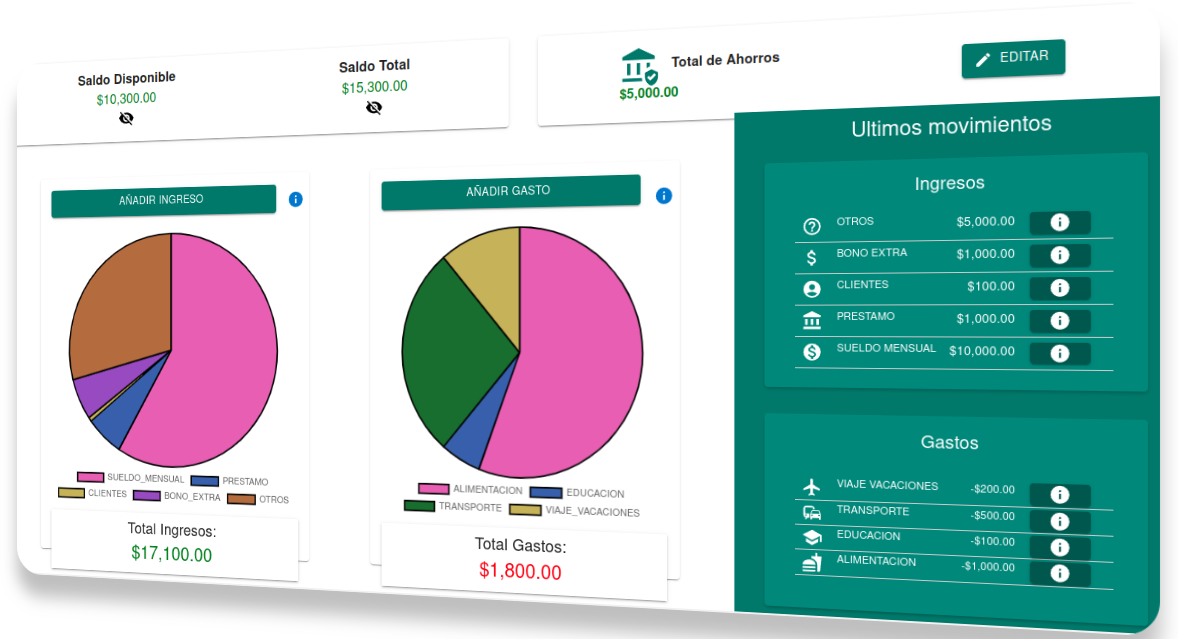 Saldo Disponible
$10,300.00
Saldo Total
$15,300.00
Total de Ahorros
$5,000.00
EDITAR
AÑADIR INGRESO
SUELDO_MENSUAL PRESTAMO
CLIENTES BONO_EXTRA OTROS
Total Ingresos:
$17,100.00
AÑADIR GASTO
ALIMENTACION EDUCACION
TRANSPORTE VIAJE_VACACIONES
Total Gastos:
$1,800.00
Ultimos movimientos
Ingresos
OTROS $5,000.00
BONO EXTRA $1,000.00
CLIENTES $100.00
PRESTAMO $1,000.00
SUELDO MENSUAL $10,000.00
Gastos
VIAJE VACACIONES -$200.00
TRANSPORTE -$500.00
EDUCACION -$100.00
ALIMENTACION -$1,000.00